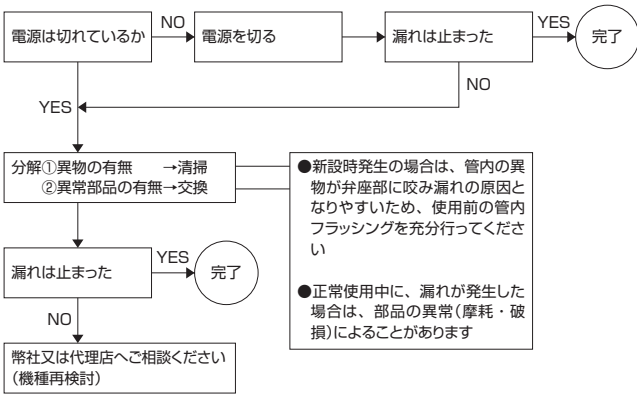 電源は切れているか
NO
電源を切る
漏れは止まった
YES
完了
NO
YES
分解①異物の有無　→清掃
②異常部品の有無→交換
●新設時発生の場合は、管内の異
物が弁座部に咬み漏れの原因と
なりやすいため、使用前の管内
フラッシングを充分行ってくださ
い
●正常使用中に、漏れが発生した
場合は、部品の異常(摩耗・破
損)によることがあります
漏れは止まった
YES
完了
NO
幣社又は代理店へご相談ください
(機種再検討)